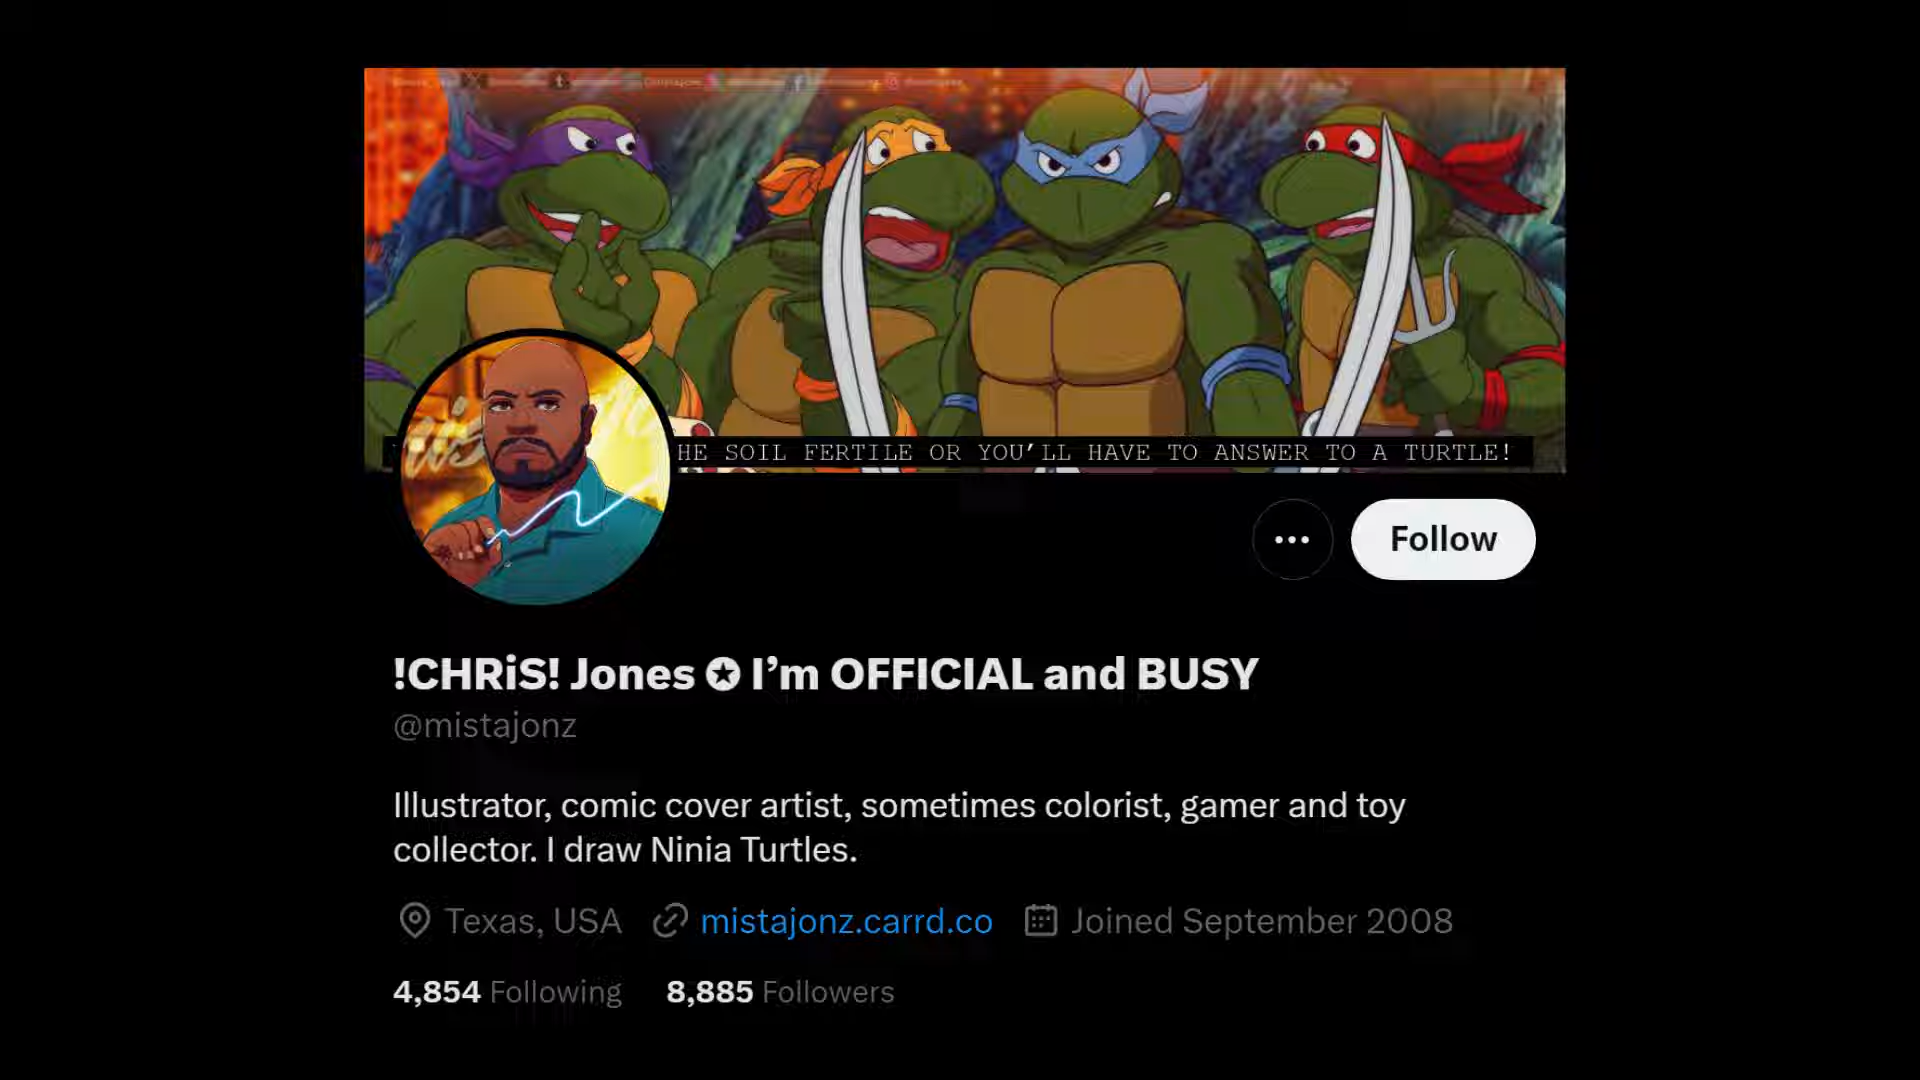 HE SOIL FERTILE OR YOU’LL HAVE TO ANSWER TO A TURTLE!
Follow
!CHRiS! Jones ✪ I’m OFFICIAL and BUSY
@mistajonz
Illustrator, comic cover artist, sometimes colorist, gamer and toy
collector. I draw Ninia Turtles.
Texas, USA mistajonz.carrd.co Joined September 2008
4,854 Following 8,885 Followers